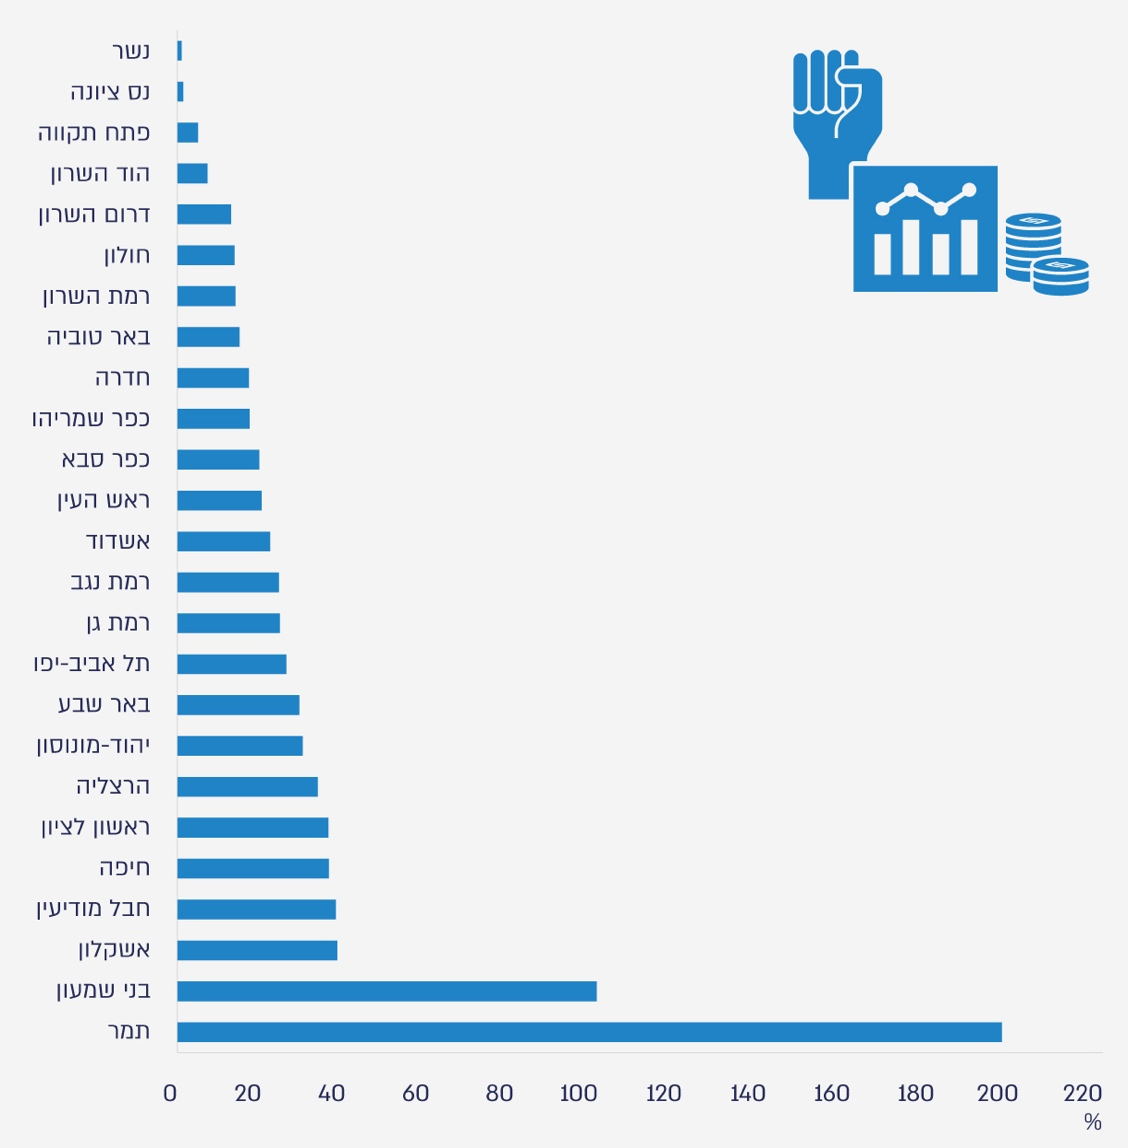 נשר
נס ציונה
פתח תקווה
הוד השרון
דרום השרון
חולון
רמת השרון
באר טוביה
חדרה
כפר שמריהו
כפר סבא
ראש העין
אשדוד
רמת נגב
רמת גן
תל אביב-יפו
באר שבע
יהוד-מונוסון
הרצליה
ראשון לציון
חיפה
חבל מודיעין
אשקלון
בני שמעון
תמר
0 20 40 60 80 100 120 140 160 180 200 220
%